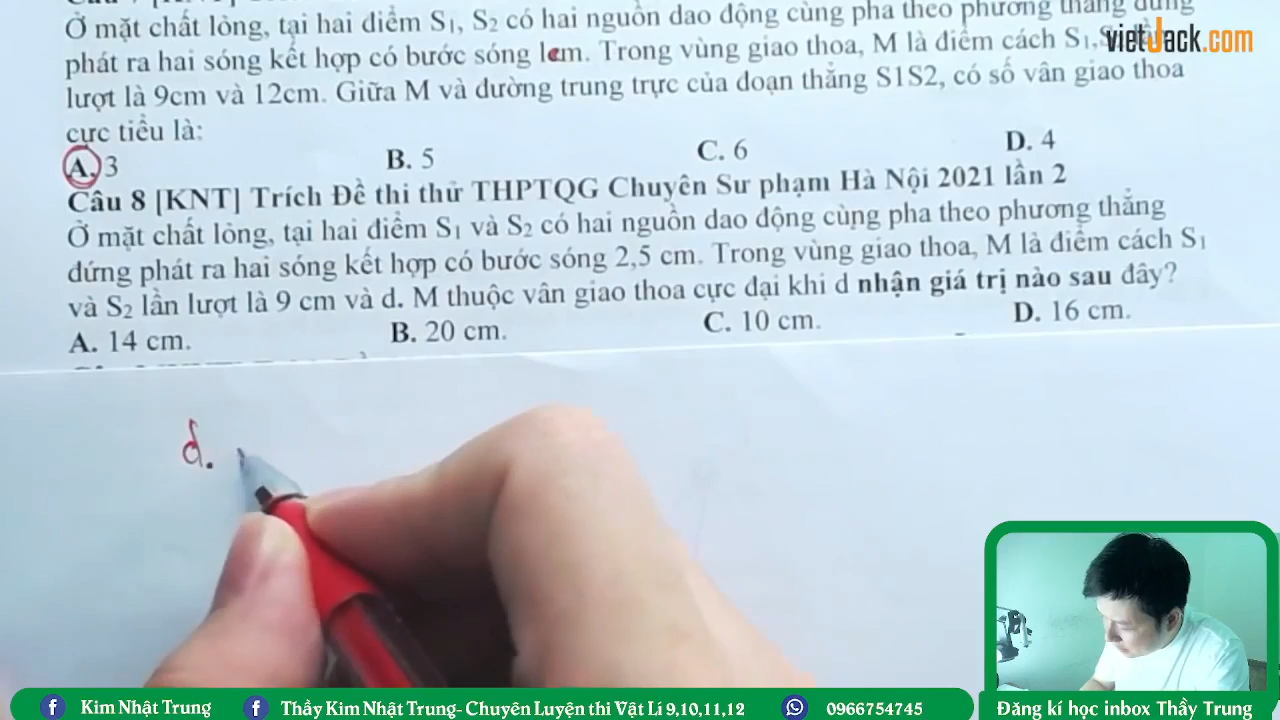 Ở mặt chất lỏng, tại hai điểm S1, S2 có hai nguồn dao động cùng pha theo phương thẳng đứng
phát ra hai sóng kết hợp có bước sóng 1cm. Trong vùng giao thoa, M là điểm cách S1,
vietJack.com
lượt là 9cm và 12cm. Giữa M và đường trung trực của đoạn thẳng S1S2, có số vân giao thoa
cực tiểu là:
A. 3 B. 5 C. 6 D. 4
Câu 8 [KNT] Trích Đề thi thử THPTQG Chuyên Sư phạm Hà Nội 2021 lần 2
Ở mặt chất lỏng, tại hai điểm S1 và S2 có hai nguồn dao động cùng pha theo phương thẳng
đứng phát ra hai sóng kết hợp có bước sóng 2,5 cm. Trong vùng giao thoa, M là điểm cách S1
và S2 lần lượt là 9 cm và d. M thuộc vân giao thoa cực đại khi d nhận giá trị nào sau đây?
A. 14 cm. B. 20 cm. C. 10 cm. D. 16 cm.
d.
Kim Nhật Trung
Thầy Kim Nhật Trung- Chuyên Luyện thi Vật Lí 9,10,11,12
0966754745
Đăng kí học inbox Thầy Trung